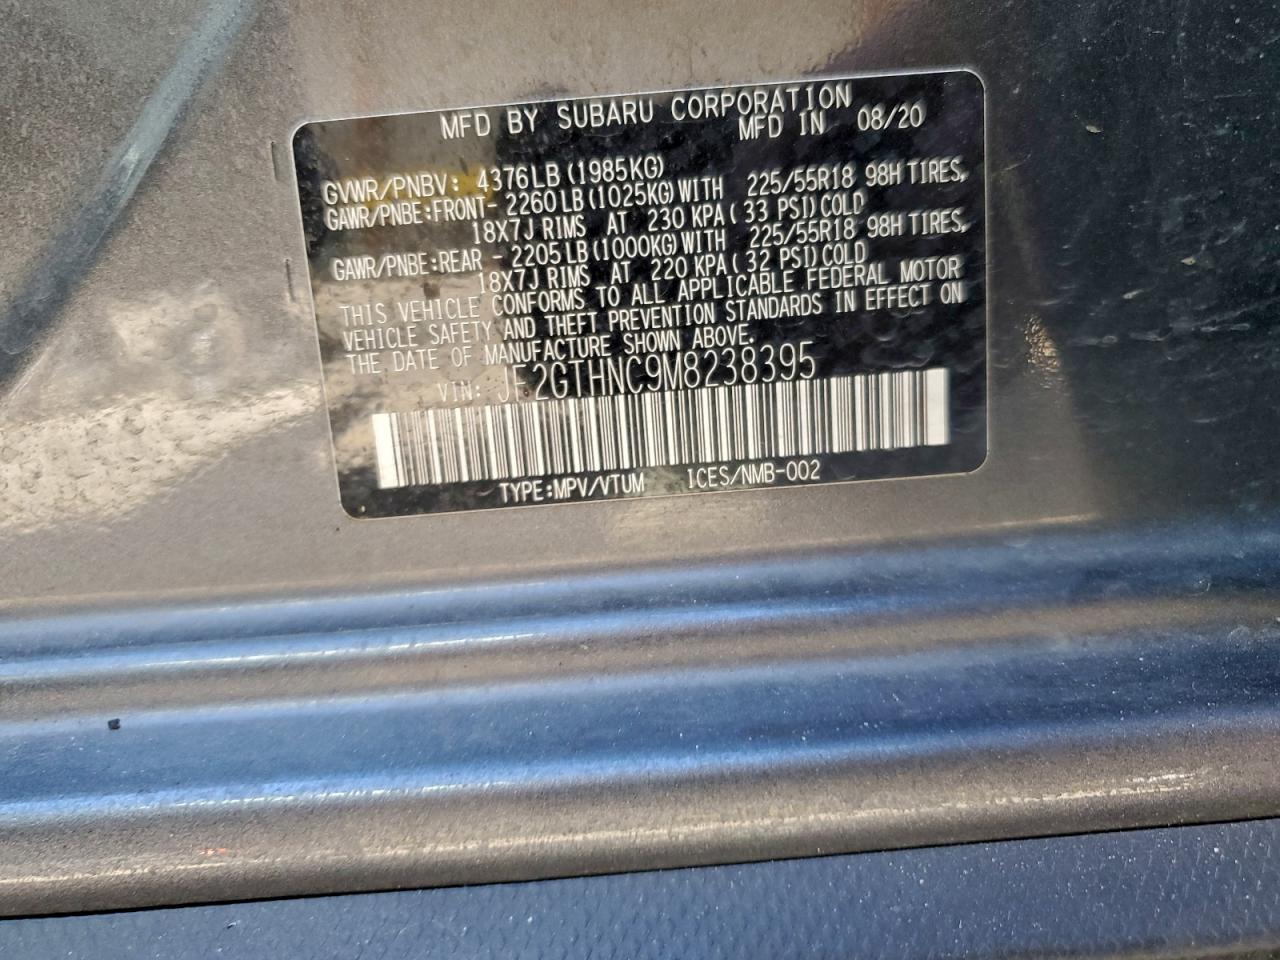 MFD BY SUBARU CORPORATION
MFD IN 08/20
GVWR/PNBV: 4376LB (1985KG)
GAWR/PNBE:FRONT- 2260LB (1025KG) WITH 225/55R18 98H TIRES,
18X7J RIMS AT 230 KPA ( 33 PSI) COLD
GAWR/PNBE:REAR - 2205LB (1000KG) WITH 225/55R18 98H TIRES,
18X7J RIMS AT 220 KPA ( 32 PSI) COLD
THIS VEHICLE CONFORMS TO ALL APPLICABLE FEDERAL MOTOR
VEHICLE SAFETY AND THEFT PREVENTION STANDARDS IN EFFECT ON
THE DATE OF MANUFACTURE SHOWN ABOVE.
VIN: JF2GTHNC9M8238395
TYPE:MPV/VTUM ICES/NMB-002